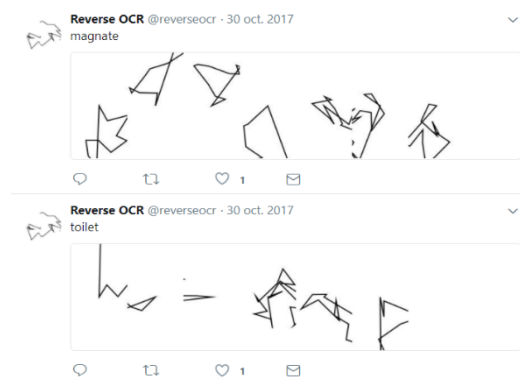 Reverse OCR @reverseocr · 30 oct. 2017
magnate
1
Reverse OCR @reverseocr · 30 oct. 2017
toilet
1